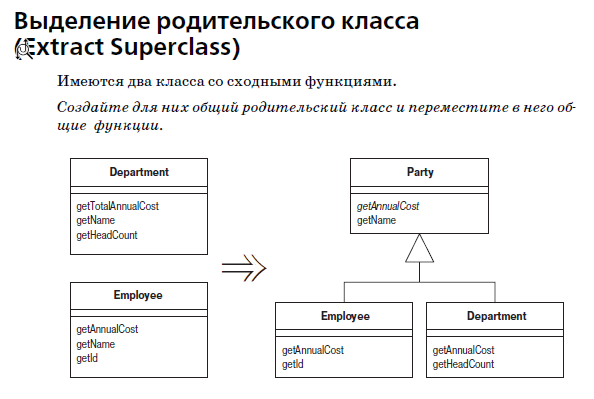 Выделение родительского класса
(Extract Superclass)
Имеются два класса со сходными функциями.
Создайте для них общий родительский класс и переместите в него об-
щие функции.
Department
getTotalAnnualCost
getName
getHeadCount
Employee
getAnnualCost
getName
getId
Party
getAnnualCost
getName
Employee
getAnnualCost
getId
Department
getAnnualCost
getHeadCount